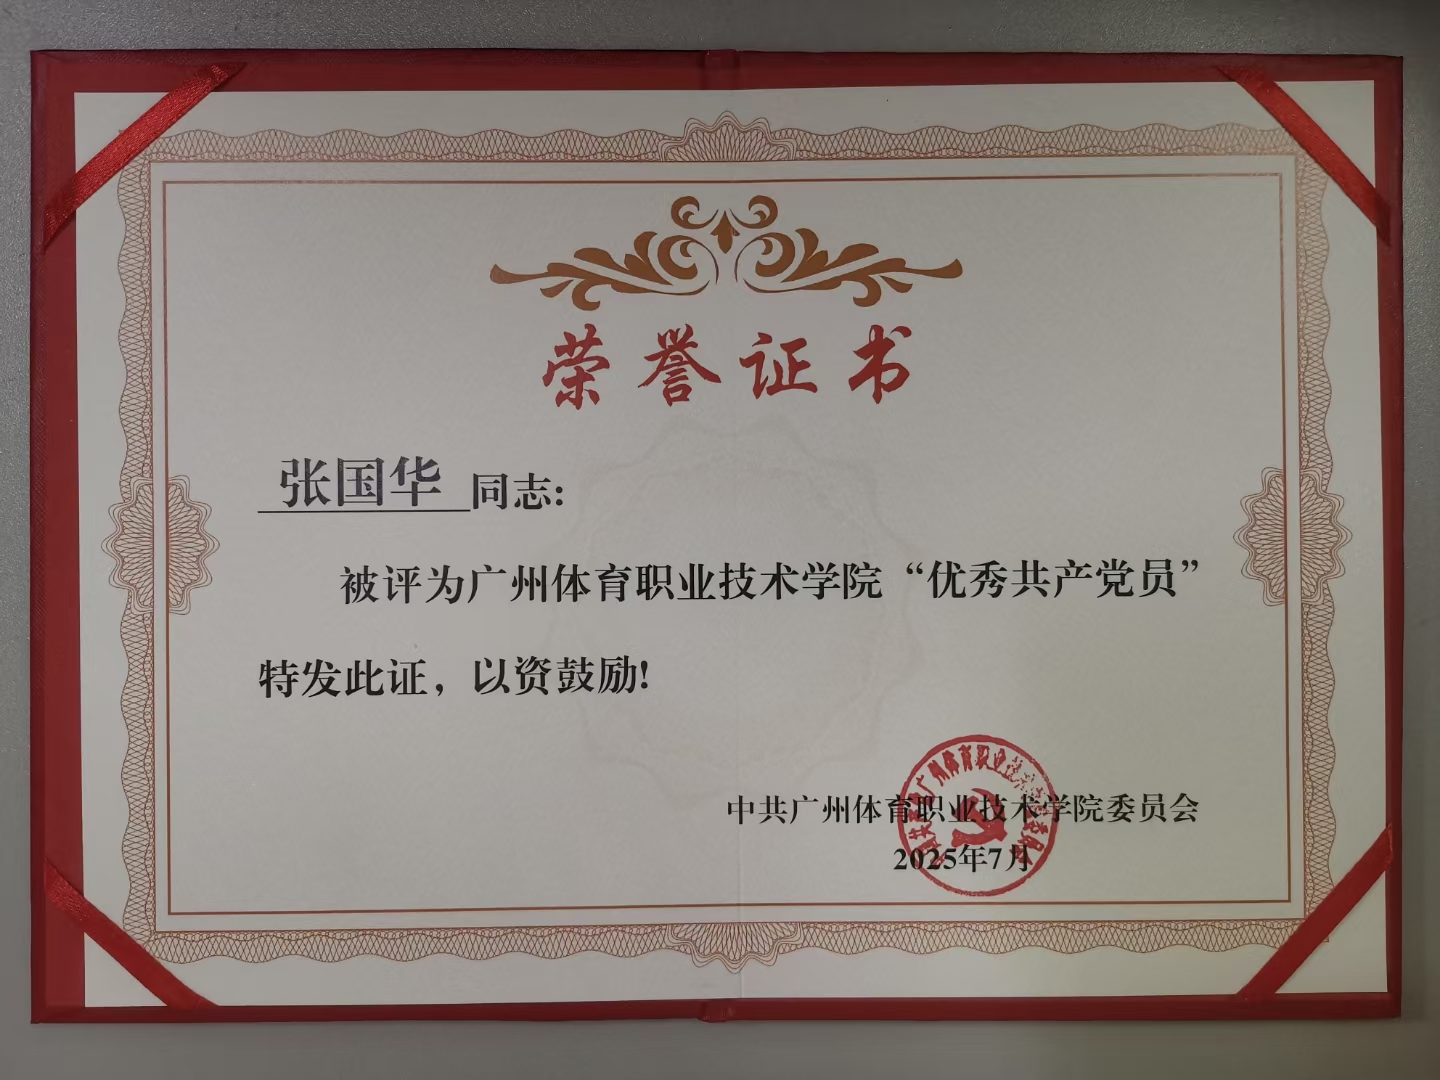 荣誉证书
张国华同志:
被评为广州体育职业技术学院“优秀共产党员”
特发此证，以资鼓励!
中共广州体育职业技术学院委员会
2025年7月